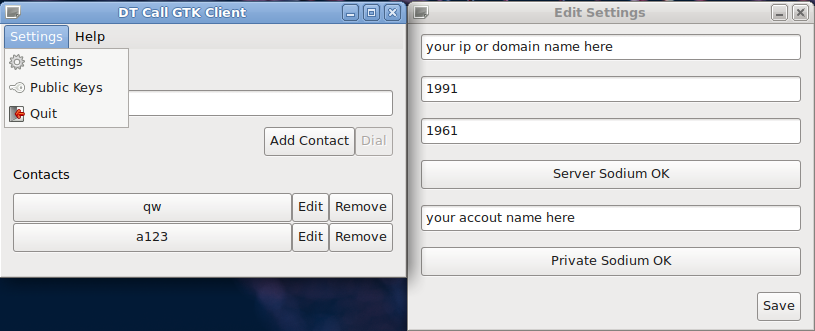 DT Call GTK Client
Settings Help
Settings
Public Keys
Quit
Add Contact Dial
Contacts
qw Edit Remove
a123 Edit Remove
Edit Settings
your ip or domain name here
1991
1961
Server Sodium OK
your accout name here
Private Sodium OK
Save